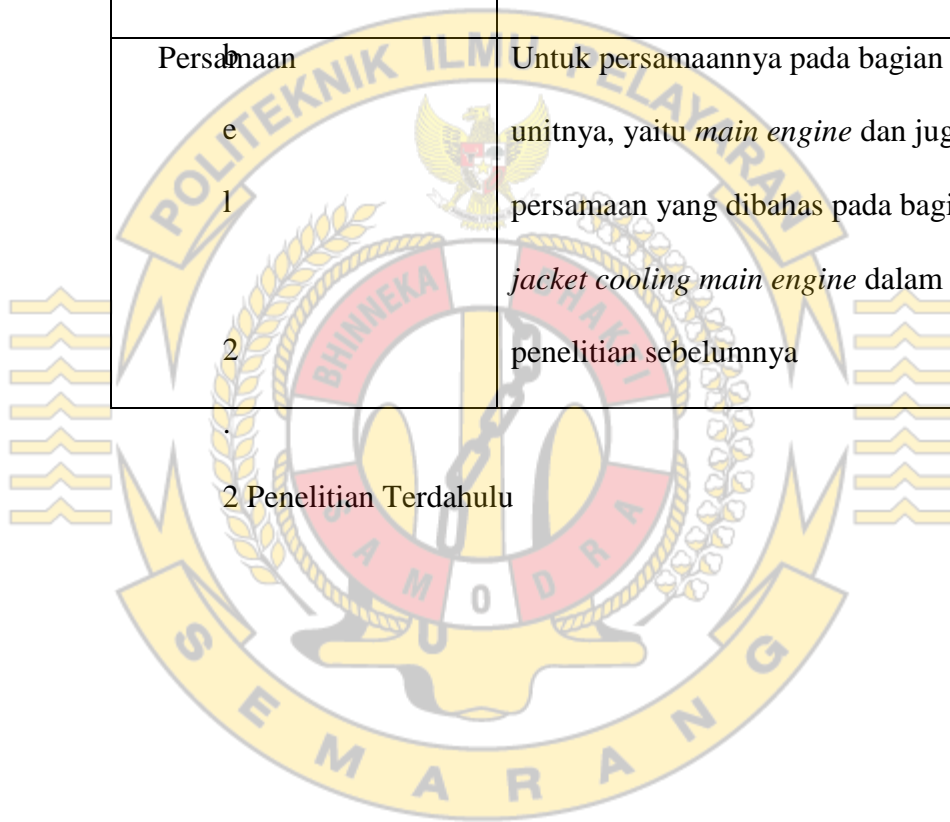 Persamaan
Untuk persamaannya pada bagian
unitnya, yaitu main engine dan jug
persamaan yang dibahas pada bagi
jacket cooling main engine dalam
penelitian sebelumnya
b
e
l
2
.
2 Penelitian Terdahulu
POLITEKNIK ILMU PELAYARAN
BHINNEKA BHAKTI
SAMODRA
SEMARANG